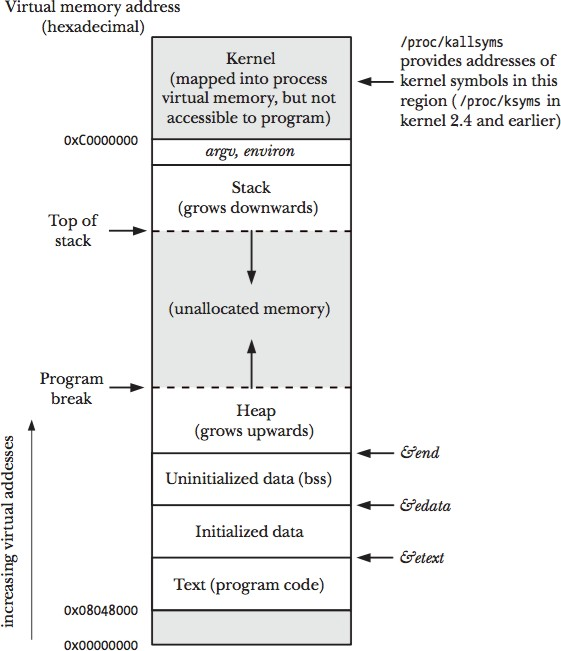 Virtual memory address
(hexadecimal)
/proc/kallsyms
provides addresses of
kernel symbols in this
region (/proc/ksyms in
kernel 2.4 and earlier)
Kernel
(mapped into process
virtual memory, but not
accessible to program)
0xC0000000
argv, environ
Stack
(grows downwards)
Top of
stack
(unallocated memory)
Program
break
Heap
(grows upwards)
&end
Uninitialized data (bss)
&edata
Initialized data
&etext
Text (program code)
0x08048000
0x00000000
increasing virtual addesses